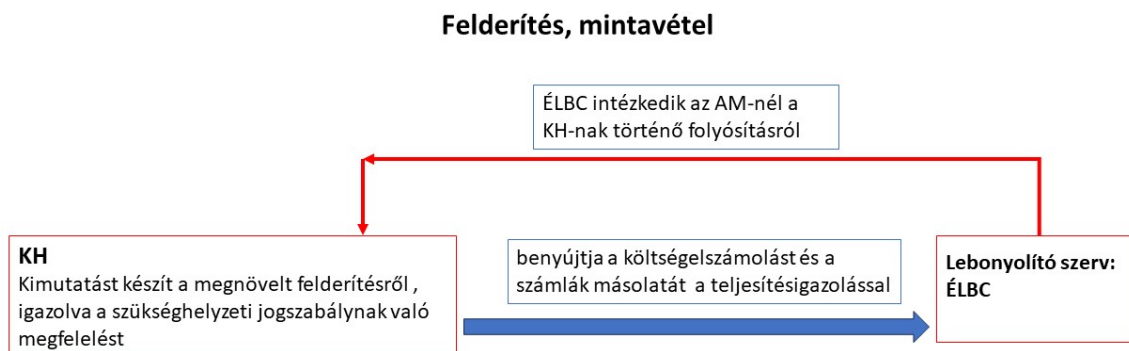 Felderítés, mintavétel
ÉLBC intézkedik az AM-nél a
KH-nak történő folyósításról
KH
Kimutatást készít a megnövelt felderítésről ,
igazolva a szükséghelyzeti jogszabálynak való
megfelelést
benyújtja a költségelszámolást és a
számlák másolatát a teljesítésigazolással
Lebonyolító szerv:
ÉLBC